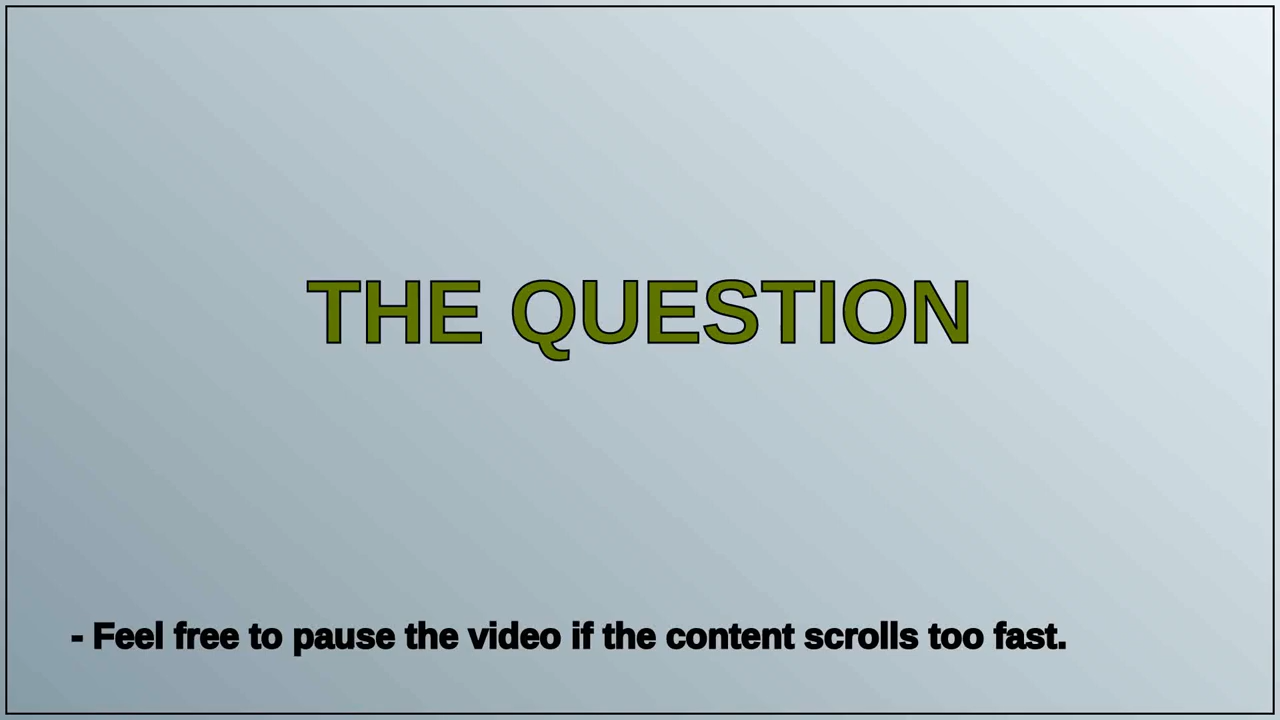 THE QUESTION
- Feel free to pause the video if the content scrolls too fast.